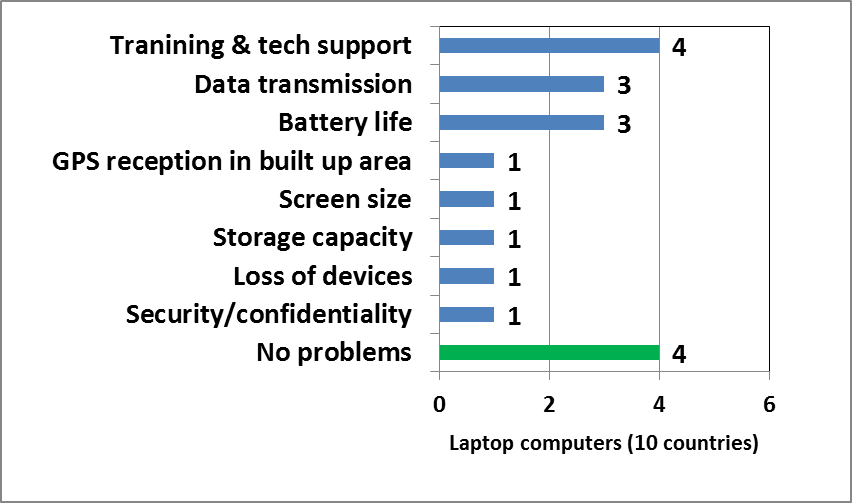 Tranining & tech support 4
Data transmission 3
Battery life 3
GPS reception in built up area 1
Screen size 1
Storage capacity 1
Loss of devices 1
Security/confidentiality 1
No problems 4
0 2 4 6
Laptop computers (10 countries)